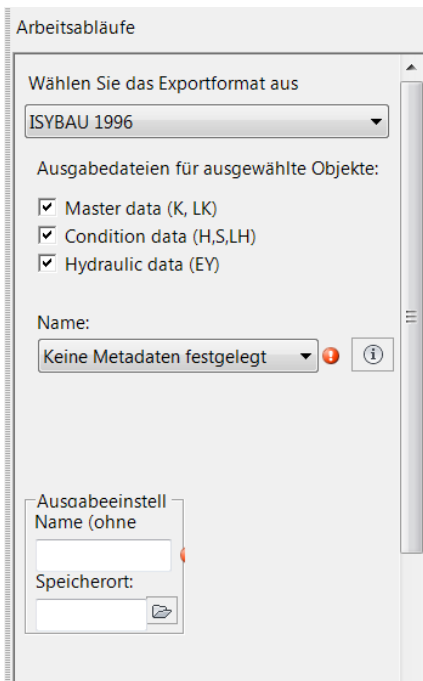 Arbeitsabläufe
Wählen Sie das Exportformat aus
ISYBAU 1996
Ausgabedateien für ausgewählte Objekte:
Master data (K, LK)
Condition data (H,S,LH)
Hydraulic data (EY)
Name:
Keine Metadaten festgelegt
Ausgabeeinstell
Name (ohne
Speicherort: